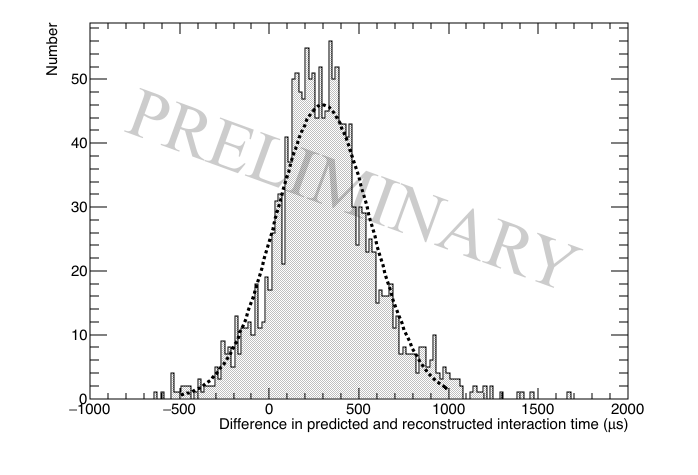 Number
50
40
30
20
10
0
−1000 −500 0 500 1000 1500 2000
Difference in predicted and reconstructed interaction time (μs)
PRELIMINARY